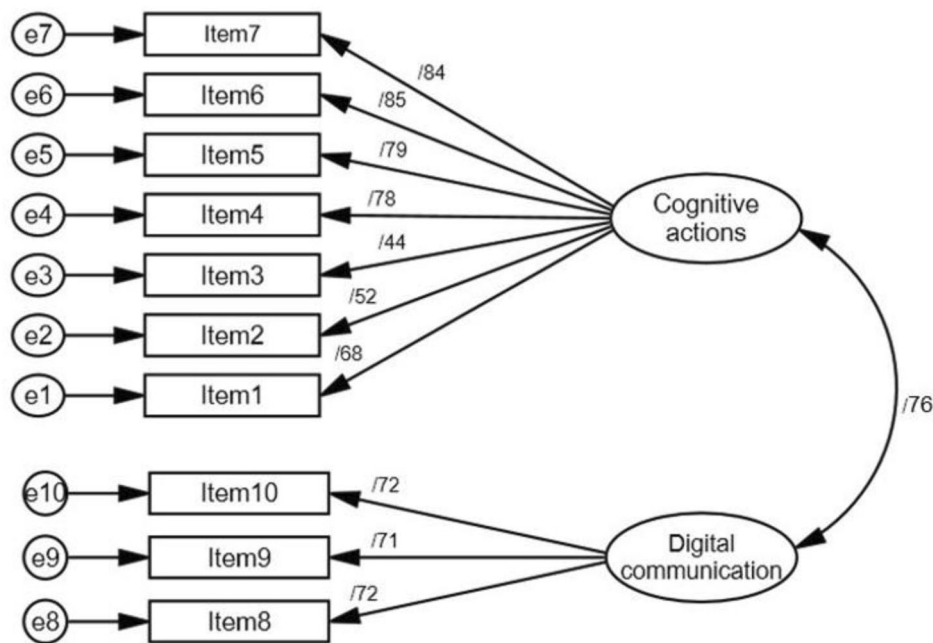 e7 Item7
/84
e6 Item6
/85
e5 Item5
/79
e4 Item4
/78
Cognitive
actions
e3 Item3
/44
e2 Item2
/52
e1 Item1
/68
/76
e10 Item10
/72
e9 Item9
/71
Digital
communication
e8 Item8
/72